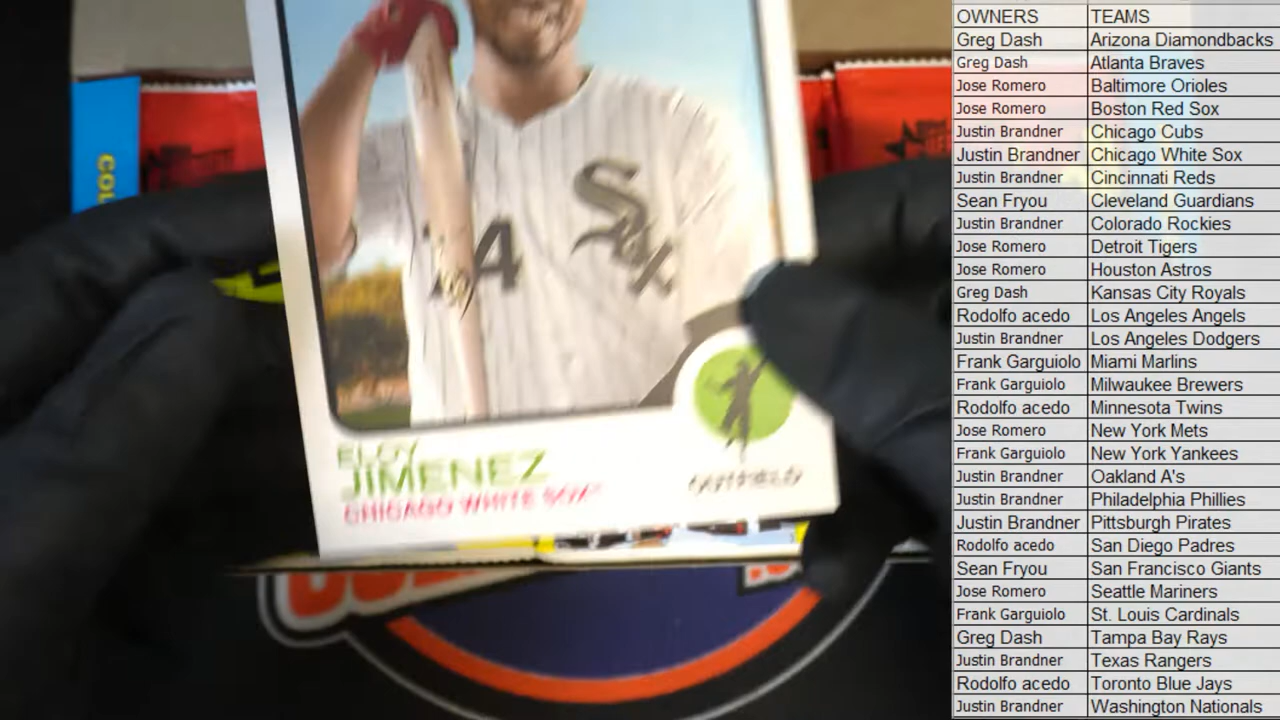 ELOY
JIMENEZ
CHICAGO WHITE SOX
OUTFIELD
Sox
4
COL
OWNERS TEAMS
Greg Dash Arizona Diamondbacks
Greg Dash Atlanta Braves
Jose Romero Baltimore Orioles
Jose Romero Boston Red Sox
Justin Brandner Chicago Cubs
Justin Brandner Chicago White Sox
Justin Brandner Cincinnati Reds
Sean Fryou Cleveland Guardians
Justin Brandner Colorado Rockies
Jose Romero Detroit Tigers
Jose Romero Houston Astros
Greg Dash Kansas City Royals
Rodolfo acedo Los Angeles Angels
Justin Brandner Los Angeles Dodgers
Frank Garguiolo Miami Marlins
Frank Garguiolo Milwaukee Brewers
Rodolfo acedo Minnesota Twins
Jose Romero New York Mets
Frank Garguiolo New York Yankees
Justin Brandner Oakland A's
Justin Brandner Philadelphia Phillies
Justin Brandner Pittsburgh Pirates
Rodolfo acedo San Diego Padres
Sean Fryou San Francisco Giants
Jose Romero Seattle Mariners
Frank Garguiolo St. Louis Cardinals
Greg Dash Tampa Bay Rays
Justin Brandner Texas Rangers
Rodolfo acedo Toronto Blue Jays
Justin Brandner Washington Nationals